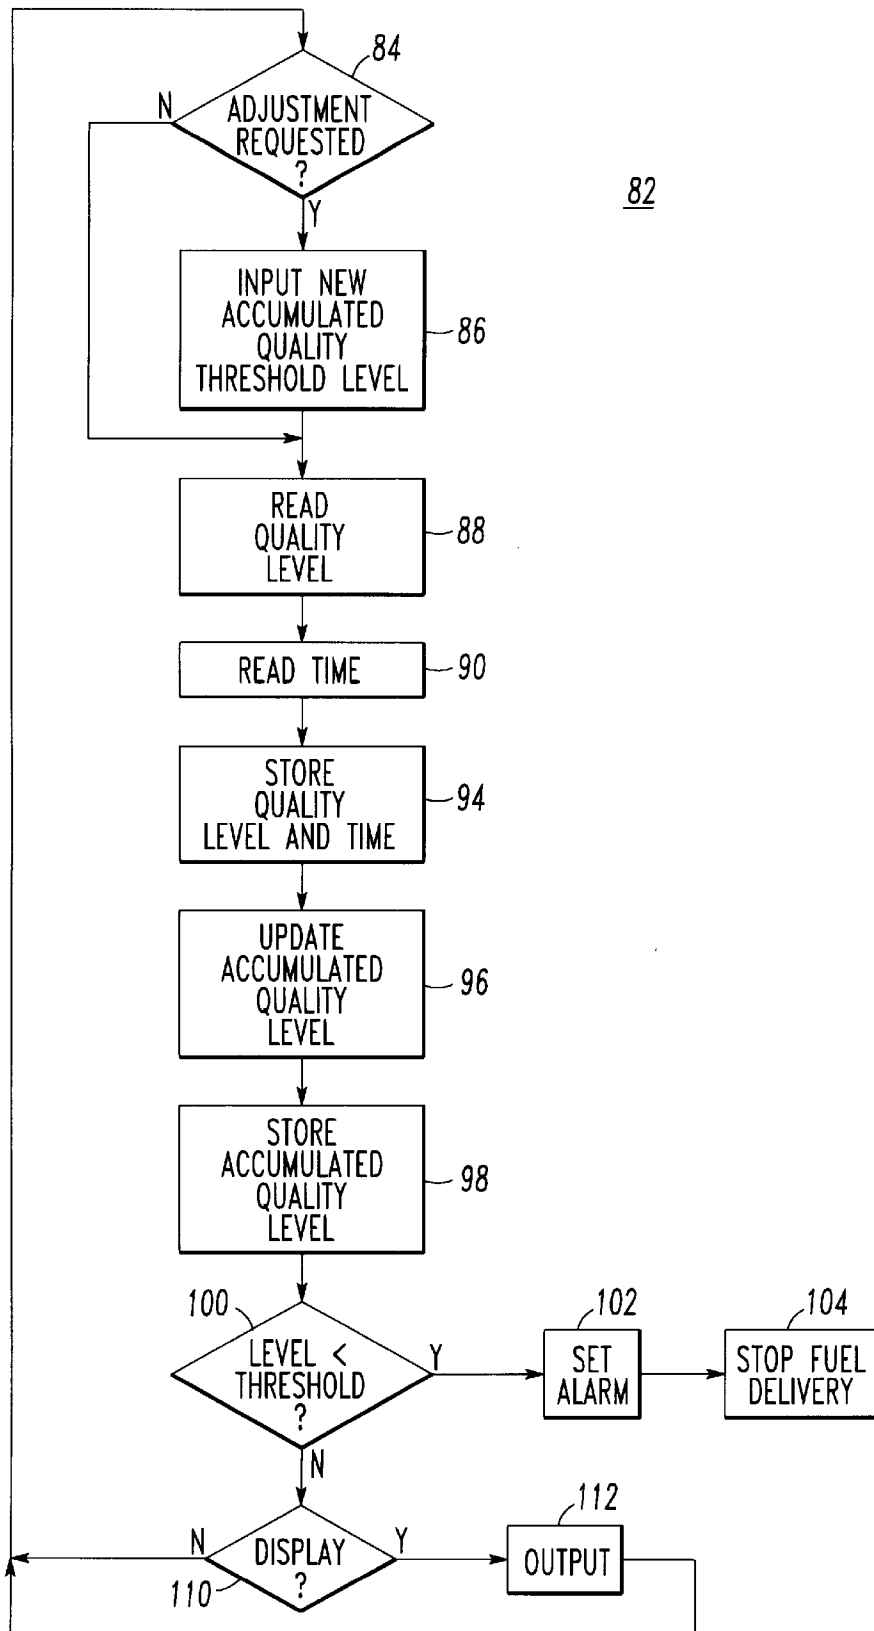 84
N
ADJUSTMENT
REQUESTED
?
Y
82
INPUT NEW
ACCUMULATED
QUALITY
THRESHOLD LEVEL
86
READ
QUALITY
LEVEL
88
READ TIME
90
STORE
QUALITY
LEVEL AND TIME
94
UPDATE
ACCUMULATED
QUALITY
LEVEL
96
STORE
ACCUMULATED
QUALITY
LEVEL
98
100
LEVEL <
THRESHOLD
?
Y
N
102
SET
ALARM
104
STOP FUEL
DELIVERY
N
DISPLAY
?
Y
110
112
OUTPUT